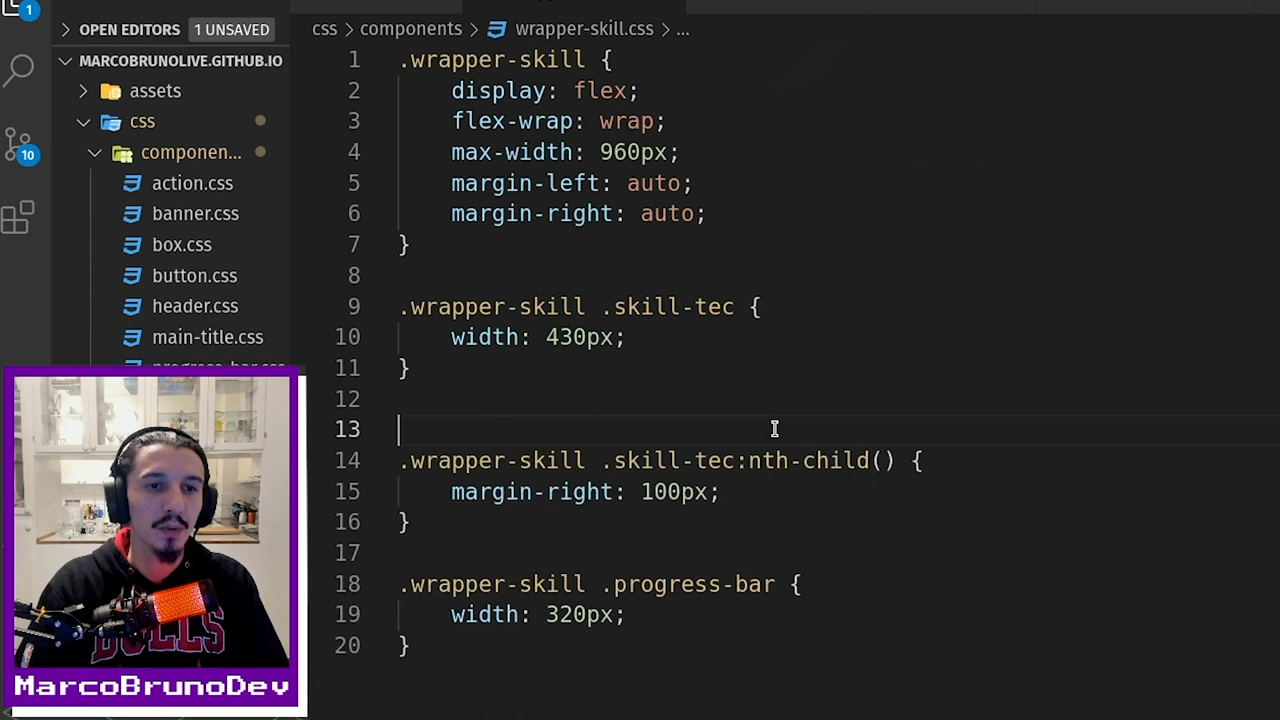 1
OPEN EDITORS 1 UNSAVED
MARCOBRUNOLIVE.GITHUB.IO
assets
css
componen...
action.css
banner.css
box.css
button.css
header.css
main-title.css
progress-bar.css
10
css > components > wrapper-skill.css > ...
1 .wrapper-skill {
2 display: flex;
3 flex-wrap: wrap;
4 max-width: 960px;
5 margin-left: auto;
6 margin-right: auto;
7 }
8
9 .wrapper-skill .skill-tec {
10 width: 430px;
11 }
12
13
14 .wrapper-skill .skill-tec:nth-child() {
15 margin-right: 100px;
16 }
17
18 .wrapper-skill .progress-bar {
19 width: 320px;
20 }
BULLS
MarcoBrunoDev